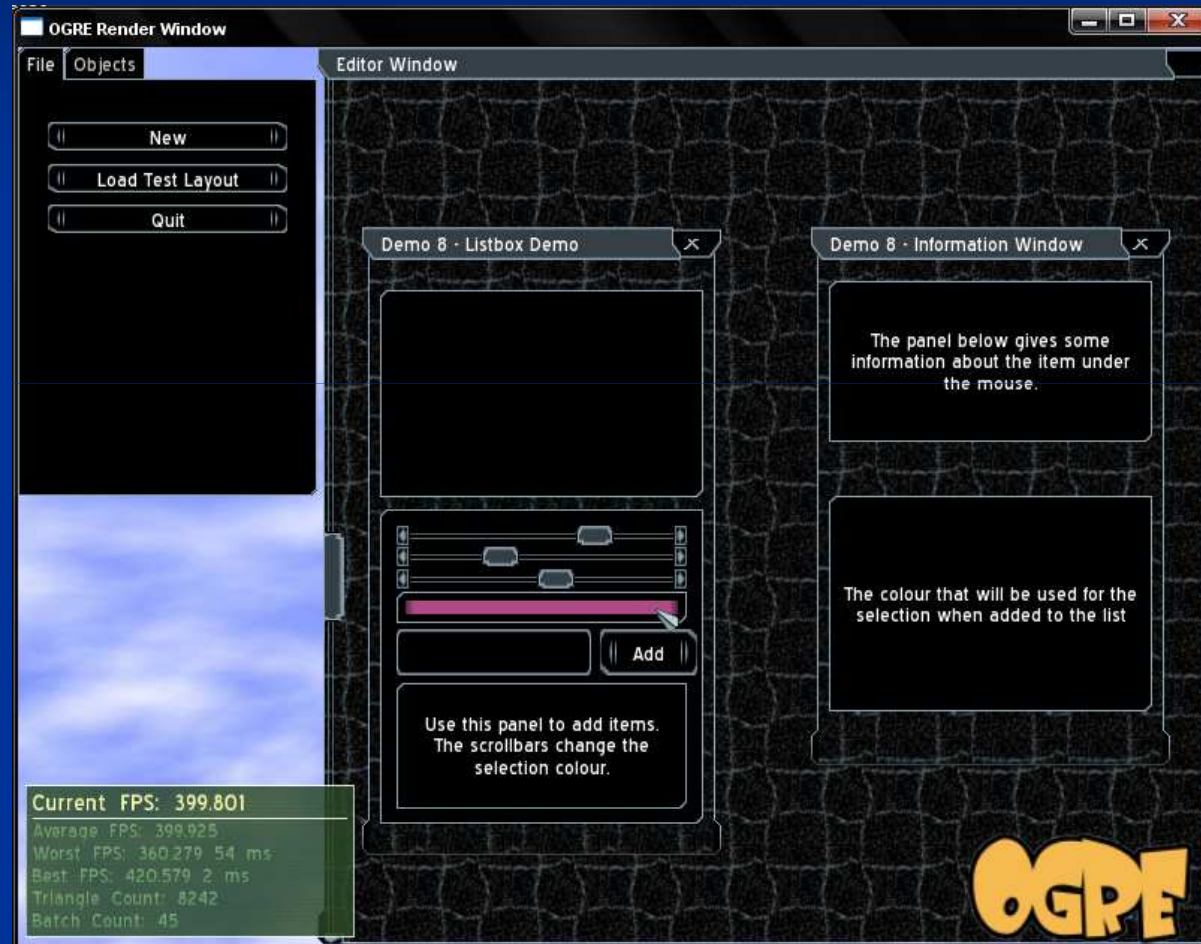 OGRE Render Window
File Objects
Editor Window
New
Load Test Layout
Quit
Demo 8 - Listbox Demo
Demo 8 - Information Window
The panel below gives some
information about the item under
the mouse.
The colour that will be used for the
selection when added to the list
Add
Use this panel to add items.
The scrollbars change the
selection colour.
Current FPS: 399.801
Average FPS: 399.925
Worst FPS: 360.279 54 ms
Best FPS: 420.579 2 ms
Triangle Count: 8242
Batch Count: 45
OGRE